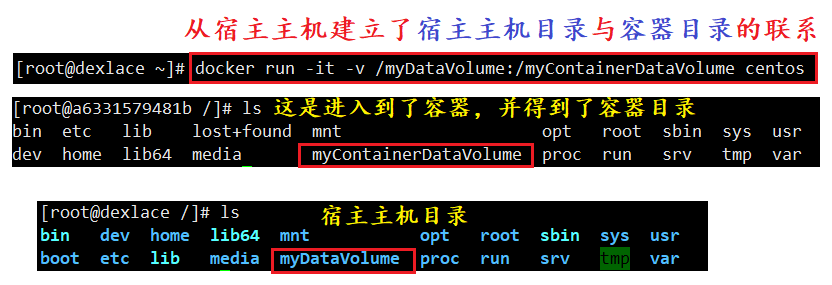 从宿主主机建立了宿主主机目录与容器目录的联系
[root@dexlace ~]# docker run -it -v /myDataVolume:/myContainerDataVolume centos
[root@a6331579481b /]# ls 这是进入到了容器，并得到了容器目录
bin etc lib lost+found mnt opt root sbin sys usr
dev home lib64 media myContainerDataVolume proc run srv tmp var
[root@dexlace /]# ls 宿主主机目录
bin dev home lib64 mnt opt root sbin sys usr
boot etc lib media myDataVolume proc run srv tmp var